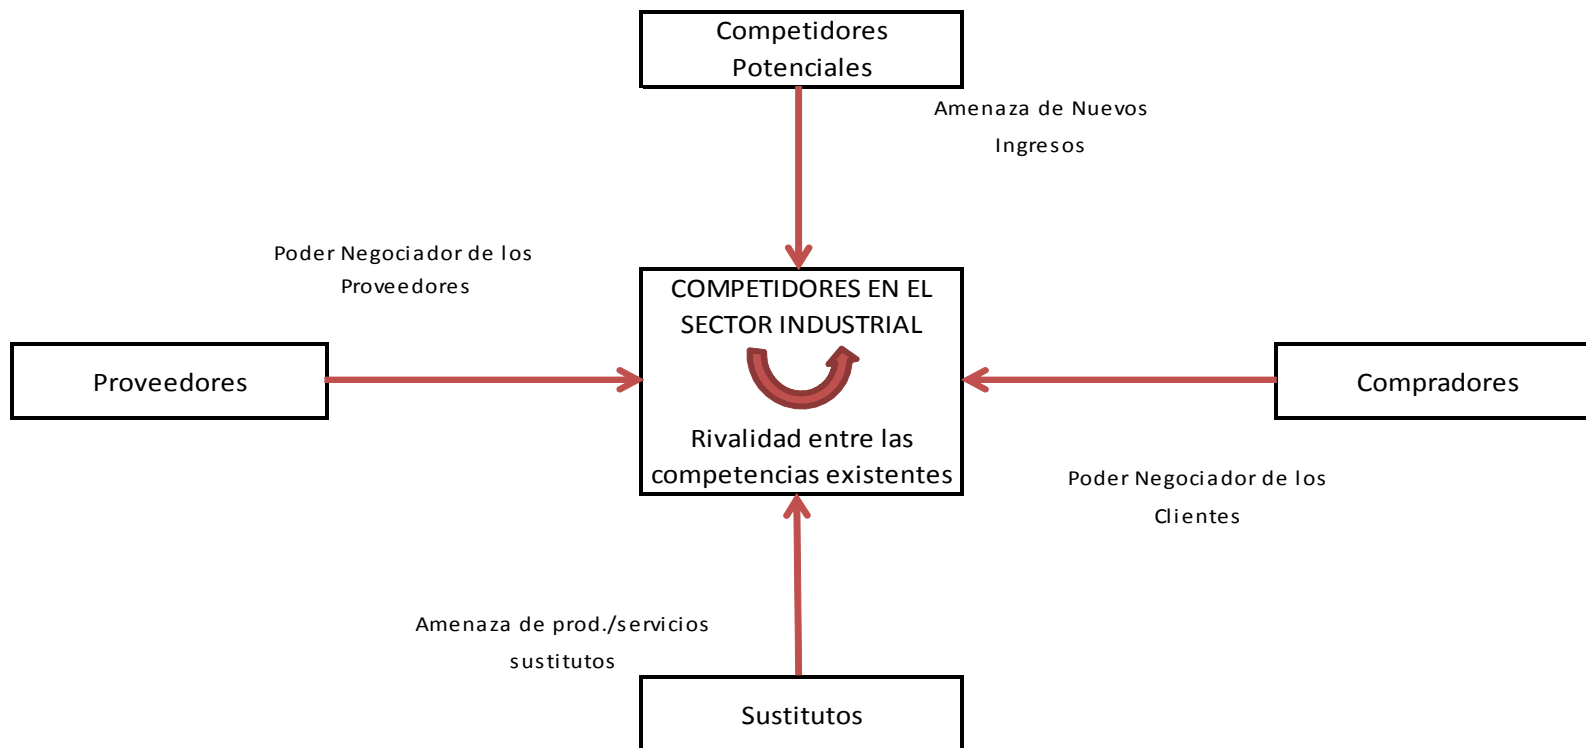 Competidores
Potenciales
Amenaza de Nuevos
Ingresos
Poder Negociador de los
Proveedores
COMPETIDORES EN EL
SECTOR INDUSTRIAL
Proveedores
Compradores
Rivalidad entre las
competencias existentes
Poder Negociador de los
Clientes
Amenaza de prod./servicios
sustitutos
Sustitutos